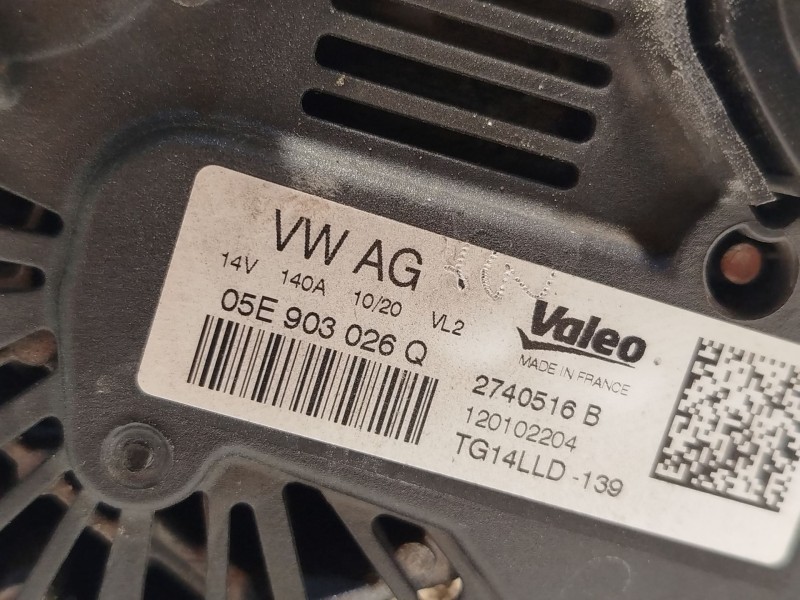 VW AG
14V 140A 10/20 VL2
05E 903 026 Q
Valeo
MADE IN FRANCE
2740516 B
120102204
TG14LLD -139